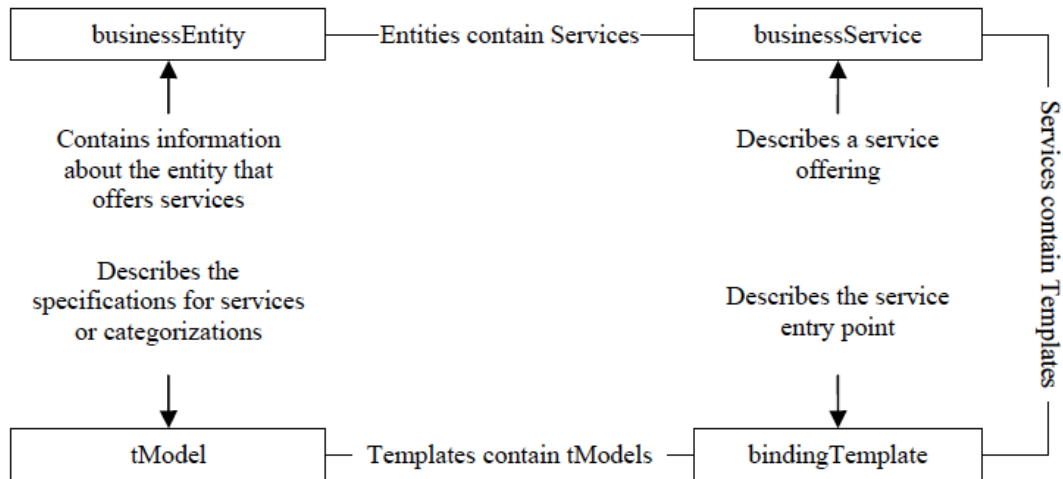 businessEntity
Entities contain Services
businessService
Contains information
about the entity that
offers services
Describes a service
offering
Services contain Templates
Describes the
specifications for services
or categorizations
Describes the service
entry point
tModel
Templates contain tModels
bindingTemplate